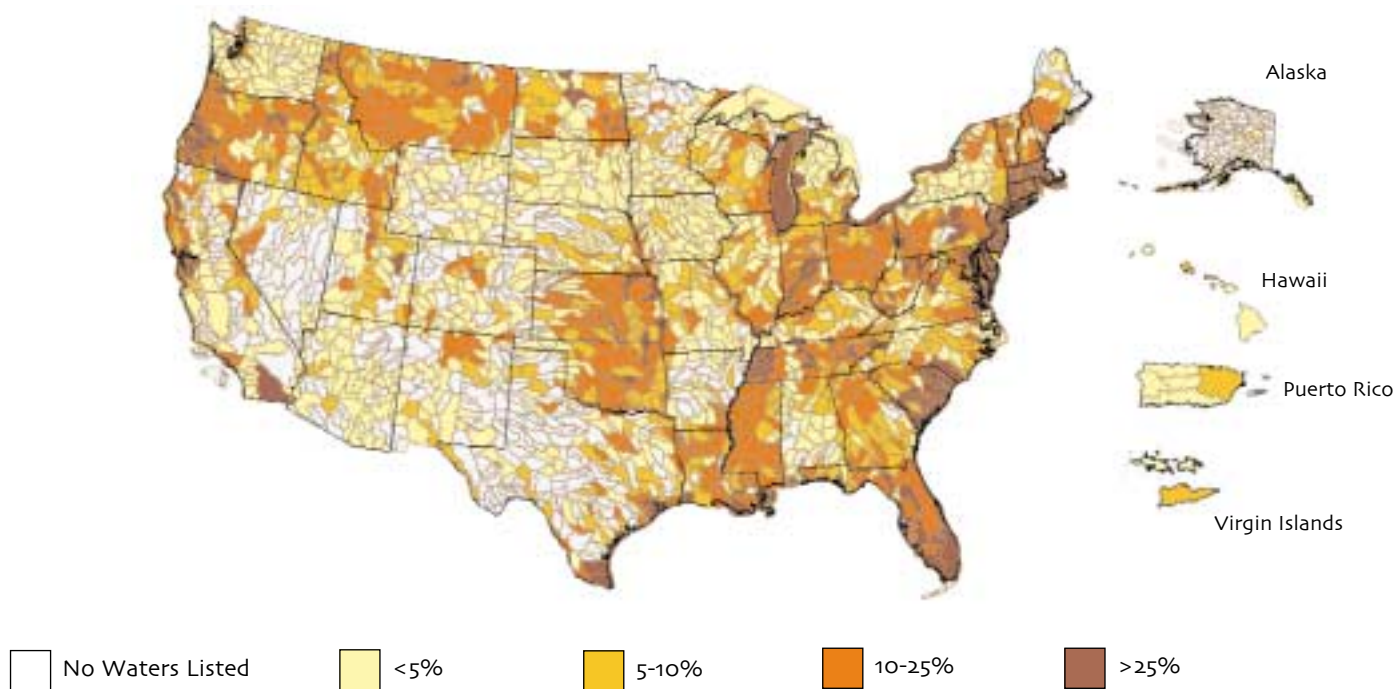 Alaska
Hawaii
Puerto Rico
Virgin Islands
No Waters Listed
<5%
5-10%
10-25%
>25%